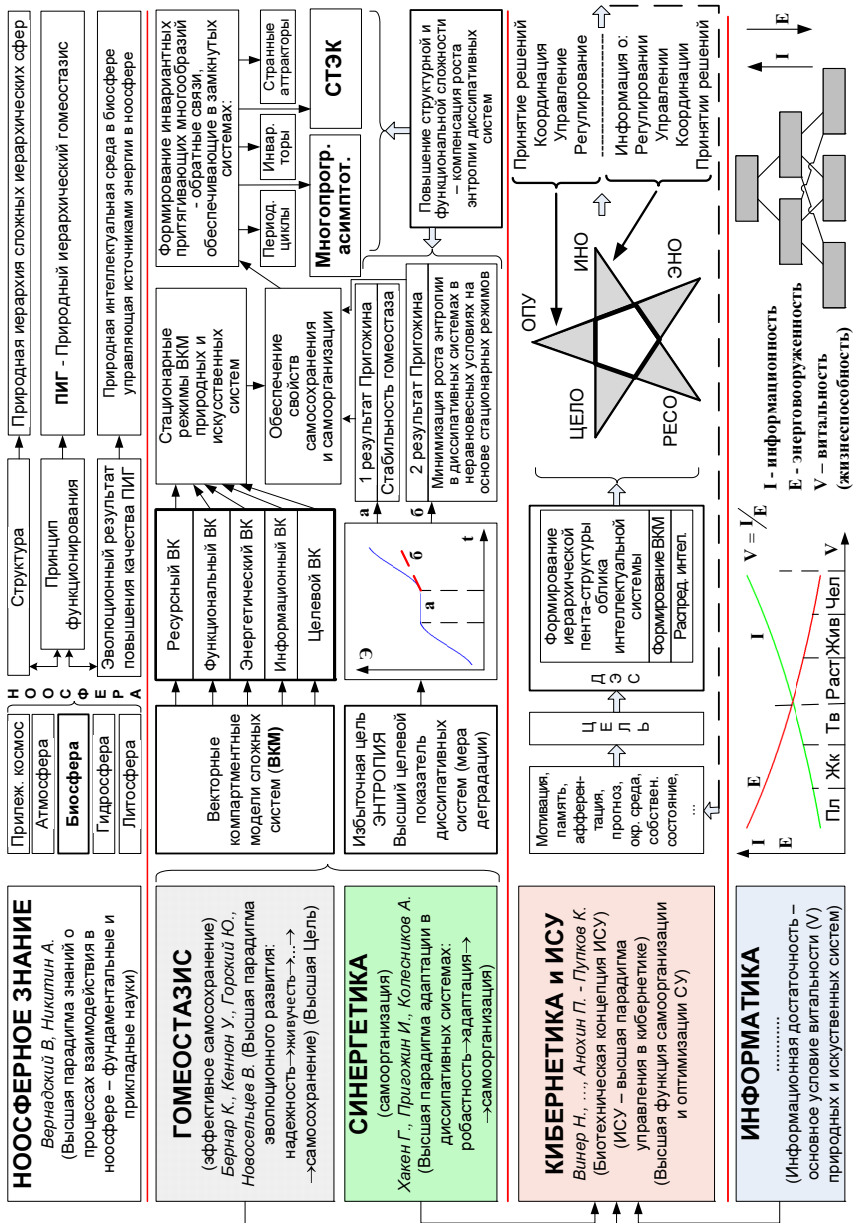 НООСФЕРНОЕ ЗНАНИЕ
Вернадский В, Никитин А.
(Высшая парадигма знаний о
процессах взаимодействия в
ноосфере – фундаментальные и
прикладные науки)
Прилеж. космос
Атмосфера
Биосфера
Гидросфера
Литосфера
НООСФЕРА
Структура
Принцип
функционирования
Эволюционный результат
повышения качества ПИГ
Природная иерархия сложных иерархических сфер
ПИГ - Природный иерархический гомеостазис
Природная интеллектуальная среда в биосфере
управляющая источниками энергии в ноосфере
ГОМЕОСТАЗИС
(эффективное самосохранение)
Бернар К., Кеннон У., Горский Ю.,
Новосельцев В. (Высшая парадигма
эволюционного развития:
надежность→живучесть→...→
→самосохранение) (Высшая Цель)
Векторные
компартментные
модели сложных
систем (ВКМ)
Ресурсный ВК
Функциональный ВК
Энергетический ВК
Информационный ВК
Целевой ВК
Стационарные
режимы ВКМ
природных и
искусственных
систем
Обеспечение
свойств
самосохранения
и самоорганизации
Формирование инвариантных
притягивающих многообразий
- обратные связи,
обеспечивающие в замкнутых
системах:
Период.
циклы
Инвар.
торы
Странные
аттракторы
Многопрогр.
асимптот.
СТЭК
СИНЕРГЕТИКА
(самоорганизация)
Хакен Г., Пригожин И., Колесников А.
(Высшая парадигма адаптации в
диссипативных системах:
робастность→адаптация→
→самоорганизация)
Избыточная цель
ЭНТРОПИЯ
Высший целевой
показатель
диссипативных
систем (мера
деградации)
Э
а
б
t
а
б
1 результат Пригожина
Стабильность гомеостаза
2 результат Пригожина
Минимизация роста энтропии
в диссипативных системах в
неравновесных условиях на
основе стационарных режимов
Повышение структурной и
функциональной сложности
– компенсация роста
энтропии диссипативных
систем
КИБЕРНЕТИКА и ИСУ
Винер Н., ..., Анохин П. - Пупков К.
(Биотехническая концепция ИСУ)
(ИСУ – высшая парадигма
управления в кибернетике)
(Высшая функция самоорганизации
и оптимизации СУ)
Мотивация,
память,
афферен-
тация,
прогноз,
окр. среда,
собствен.
состояние,
...
ЦЕЛЬ
ДЭС
Формирование
иерархической
пента-структуры
облика
интеллектуальной
системы
Формирование ВКМ
Распред. интел.
ОПУ
ЦЕЛО
ИНО
РЕСО
ЭНО
Принятие решений
Координация
Управление
Регулирование
Информация о:
Регулировании
Управлении
Координации
Принятии решений
ИНФОРМАТИКА
............
(Информационная достаточность –
основное условие витальности (V)
природных и искуственных систем)
I
E
E
I
V = I/E
Пл
Жк
Тв
Раст
Жив
Чел
V
I - информационность
E - энерговооруженность
V – витальность
(жизнеспособность)
I
E